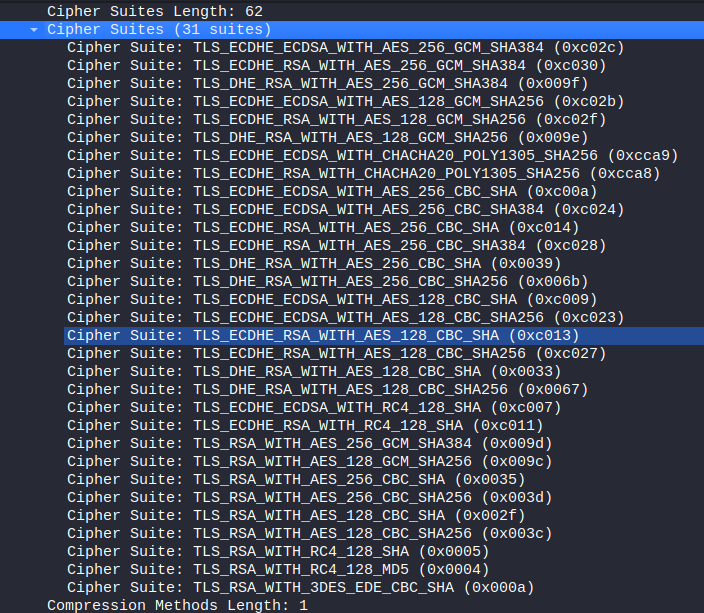 Cipher Suites Length: 62
Cipher Suites (31 suites)
Cipher Suite: TLS_ECDHE_ECDSA_WITH_AES_256_GCM_SHA384 (0xc02c)
Cipher Suite: TLS_ECDHE_RSA_WITH_AES_256_GCM_SHA384 (0xc030)
Cipher Suite: TLS_DHE_RSA_WITH_AES_256_GCM_SHA384 (0x009f)
Cipher Suite: TLS_ECDHE_ECDSA_WITH_AES_128_GCM_SHA256 (0xc02b)
Cipher Suite: TLS_ECDHE_RSA_WITH_AES_128_GCM_SHA256 (0xc02f)
Cipher Suite: TLS_DHE_RSA_WITH_AES_128_GCM_SHA256 (0x009e)
Cipher Suite: TLS_ECDHE_ECDSA_WITH_CHACHA20_POLY1305_SHA256 (0xcca9)
Cipher Suite: TLS_ECDHE_RSA_WITH_CHACHA20_POLY1305_SHA256 (0xcca8)
Cipher Suite: TLS_ECDHE_ECDSA_WITH_AES_256_CBC_SHA (0xc00a)
Cipher Suite: TLS_ECDHE_ECDSA_WITH_AES_256_CBC_SHA384 (0xc024)
Cipher Suite: TLS_ECDHE_RSA_WITH_AES_256_CBC_SHA (0xc014)
Cipher Suite: TLS_ECDHE_RSA_WITH_AES_256_CBC_SHA384 (0xc028)
Cipher Suite: TLS_DHE_RSA_WITH_AES_256_CBC_SHA (0x0039)
Cipher Suite: TLS_DHE_RSA_WITH_AES_256_CBC_SHA256 (0x006b)
Cipher Suite: TLS_ECDHE_ECDSA_WITH_AES_128_CBC_SHA (0xc009)
Cipher Suite: TLS_ECDHE_ECDSA_WITH_AES_128_CBC_SHA256 (0xc023)
Cipher Suite: TLS_ECDHE_RSA_WITH_AES_128_CBC_SHA (0xc013)
Cipher Suite: TLS_ECDHE_RSA_WITH_AES_128_CBC_SHA256 (0xc027)
Cipher Suite: TLS_DHE_RSA_WITH_AES_128_CBC_SHA (0x0033)
Cipher Suite: TLS_DHE_RSA_WITH_AES_128_CBC_SHA256 (0x0067)
Cipher Suite: TLS_ECDHE_ECDSA_WITH_RC4_128_SHA (0xc007)
Cipher Suite: TLS_ECDHE_RSA_WITH_RC4_128_SHA (0xc011)
Cipher Suite: TLS_RSA_WITH_AES_256_GCM_SHA384 (0x009d)
Cipher Suite: TLS_RSA_WITH_AES_128_GCM_SHA256 (0x009c)
Cipher Suite: TLS_RSA_WITH_AES_256_CBC_SHA (0x0035)
Cipher Suite: TLS_RSA_WITH_AES_256_CBC_SHA256 (0x003d)
Cipher Suite: TLS_RSA_WITH_AES_128_CBC_SHA (0x002f)
Cipher Suite: TLS_RSA_WITH_AES_128_CBC_SHA256 (0x003c)
Cipher Suite: TLS_RSA_WITH_RC4_128_SHA (0x0005)
Cipher Suite: TLS_RSA_WITH_RC4_128_MD5 (0x0004)
Cipher Suite: TLS_RSA_WITH_3DES_EDE_CBC_SHA (0x000a)
Compression Methods Length: 1